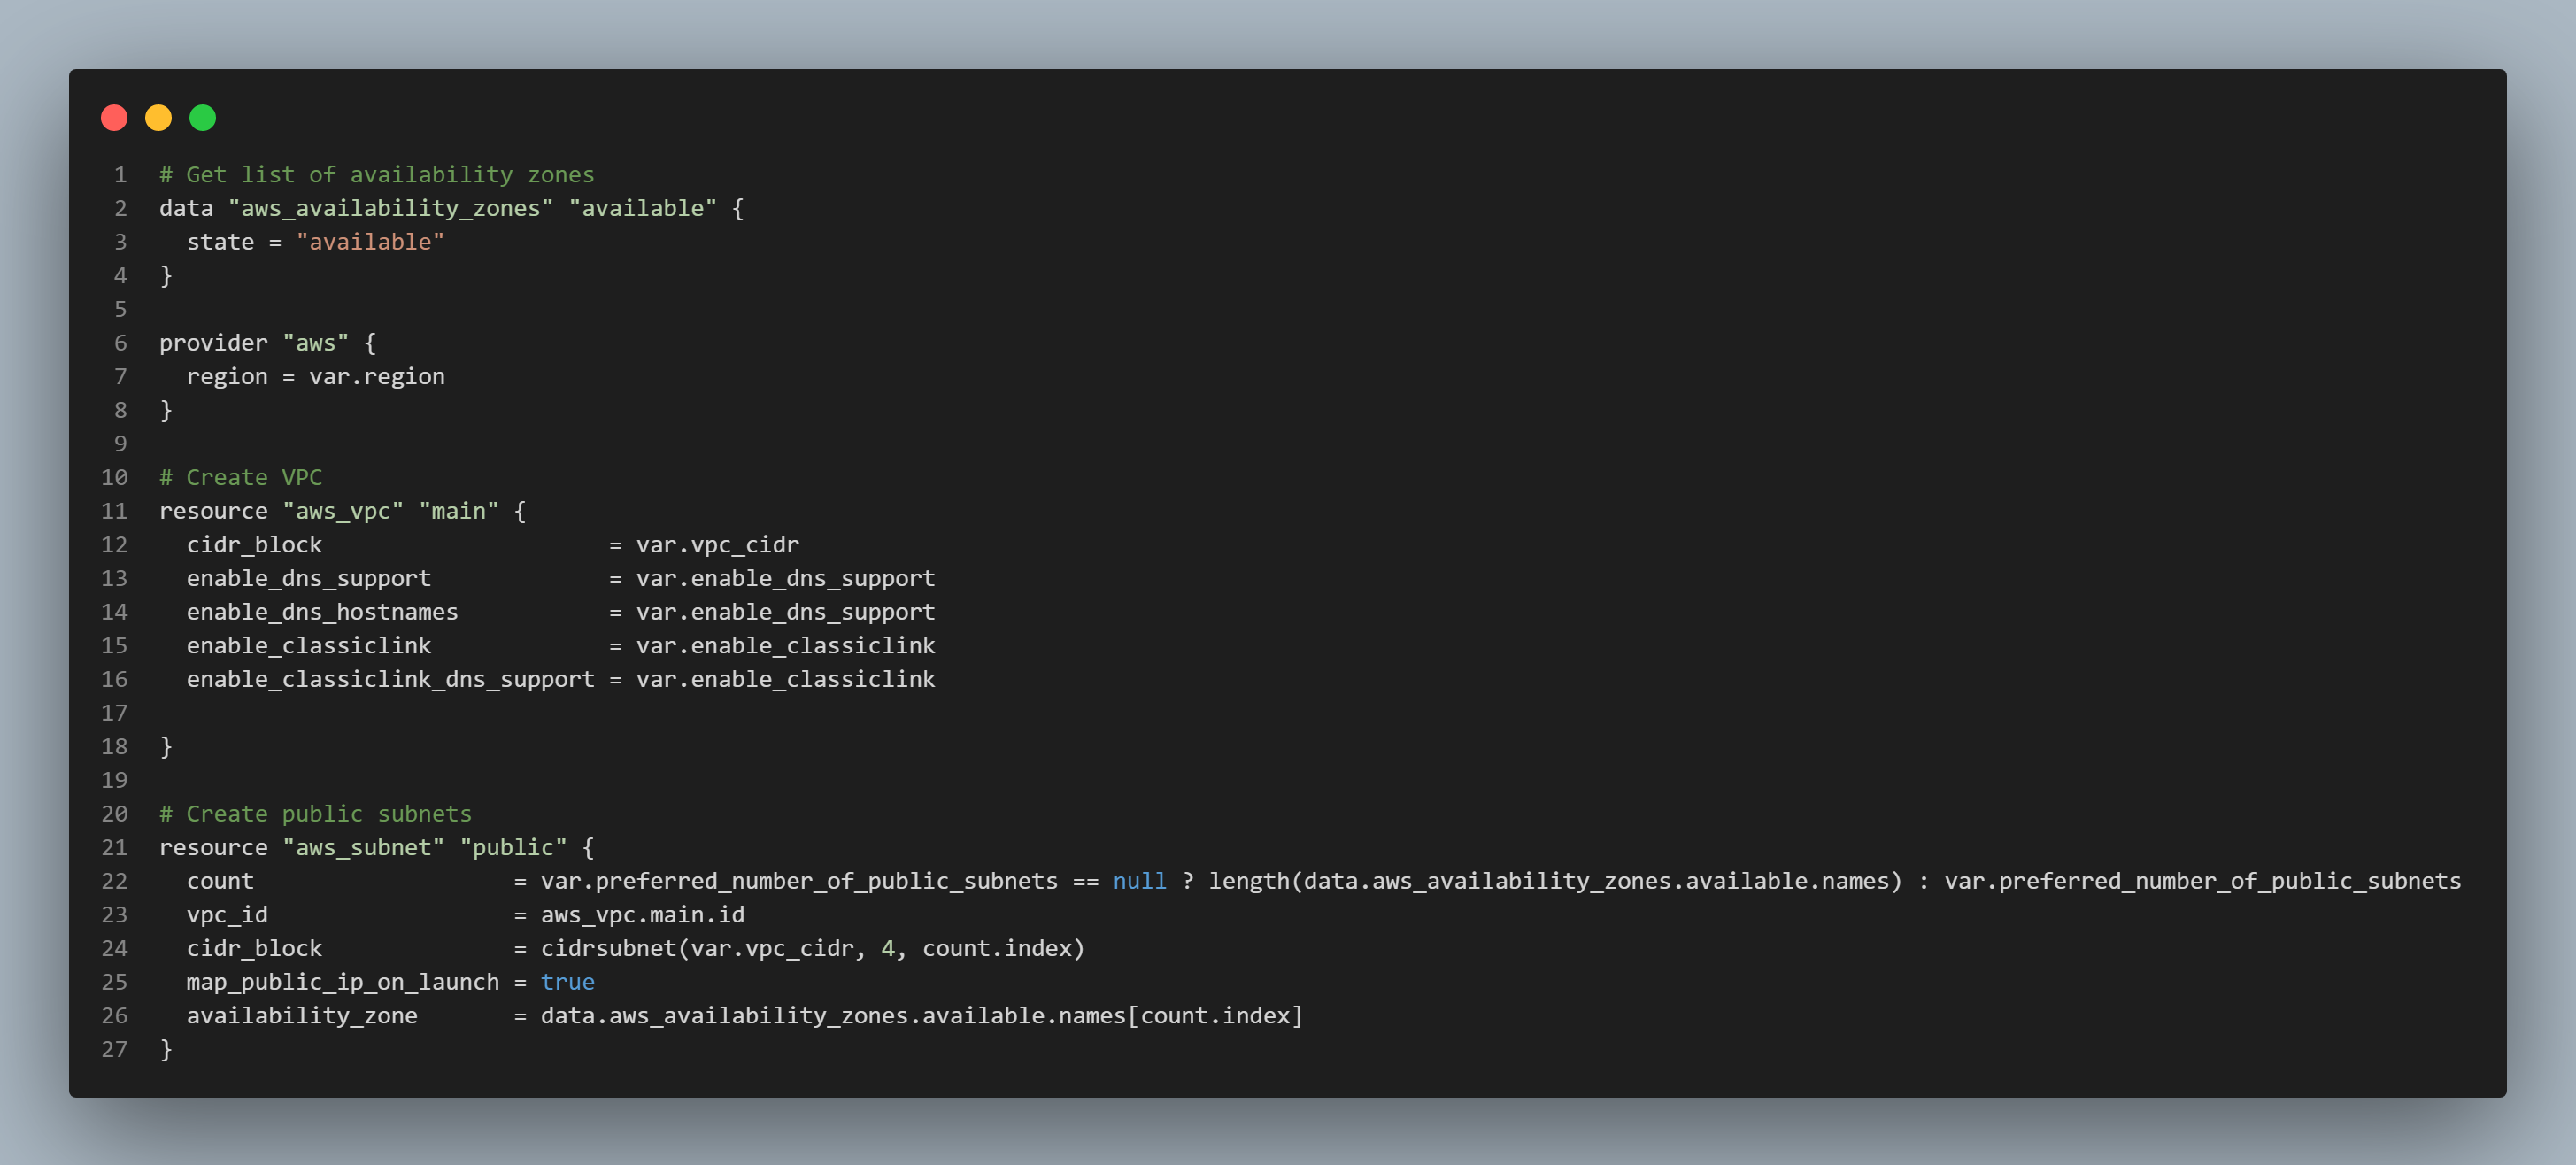 1 # Get list of availability zones
2 data "aws_availability_zones" "available" {
3   state = "available"
4 }
5
6 provider "aws" {
7   region = var.region
8 }
9
10 # Create VPC
11 resource "aws_vpc" "main" {
12   cidr_block                     = var.vpc_cidr
13   enable_dns_support             = var.enable_dns_support
14   enable_dns_hostnames           = var.enable_dns_support
15   enable_classiclink             = var.enable_classiclink
16   enable_classiclink_dns_support = var.enable_classiclink
17
18 }
19
20 # Create public subnets
21 resource "aws_subnet" "public" {
22   count                   = var.preferred_number_of_public_subnets == null ? length(data.aws_availability_zones.available.names) : var.preferred_number_of_public_subnets
23   vpc_id                  = aws_vpc.main.id
24   cidr_block              = cidrsubnet(var.vpc_cidr, 4, count.index)
25   map_public_ip_on_launch = true
26   availability_zone       = data.aws_availability_zones.available.names[count.index]
27 }